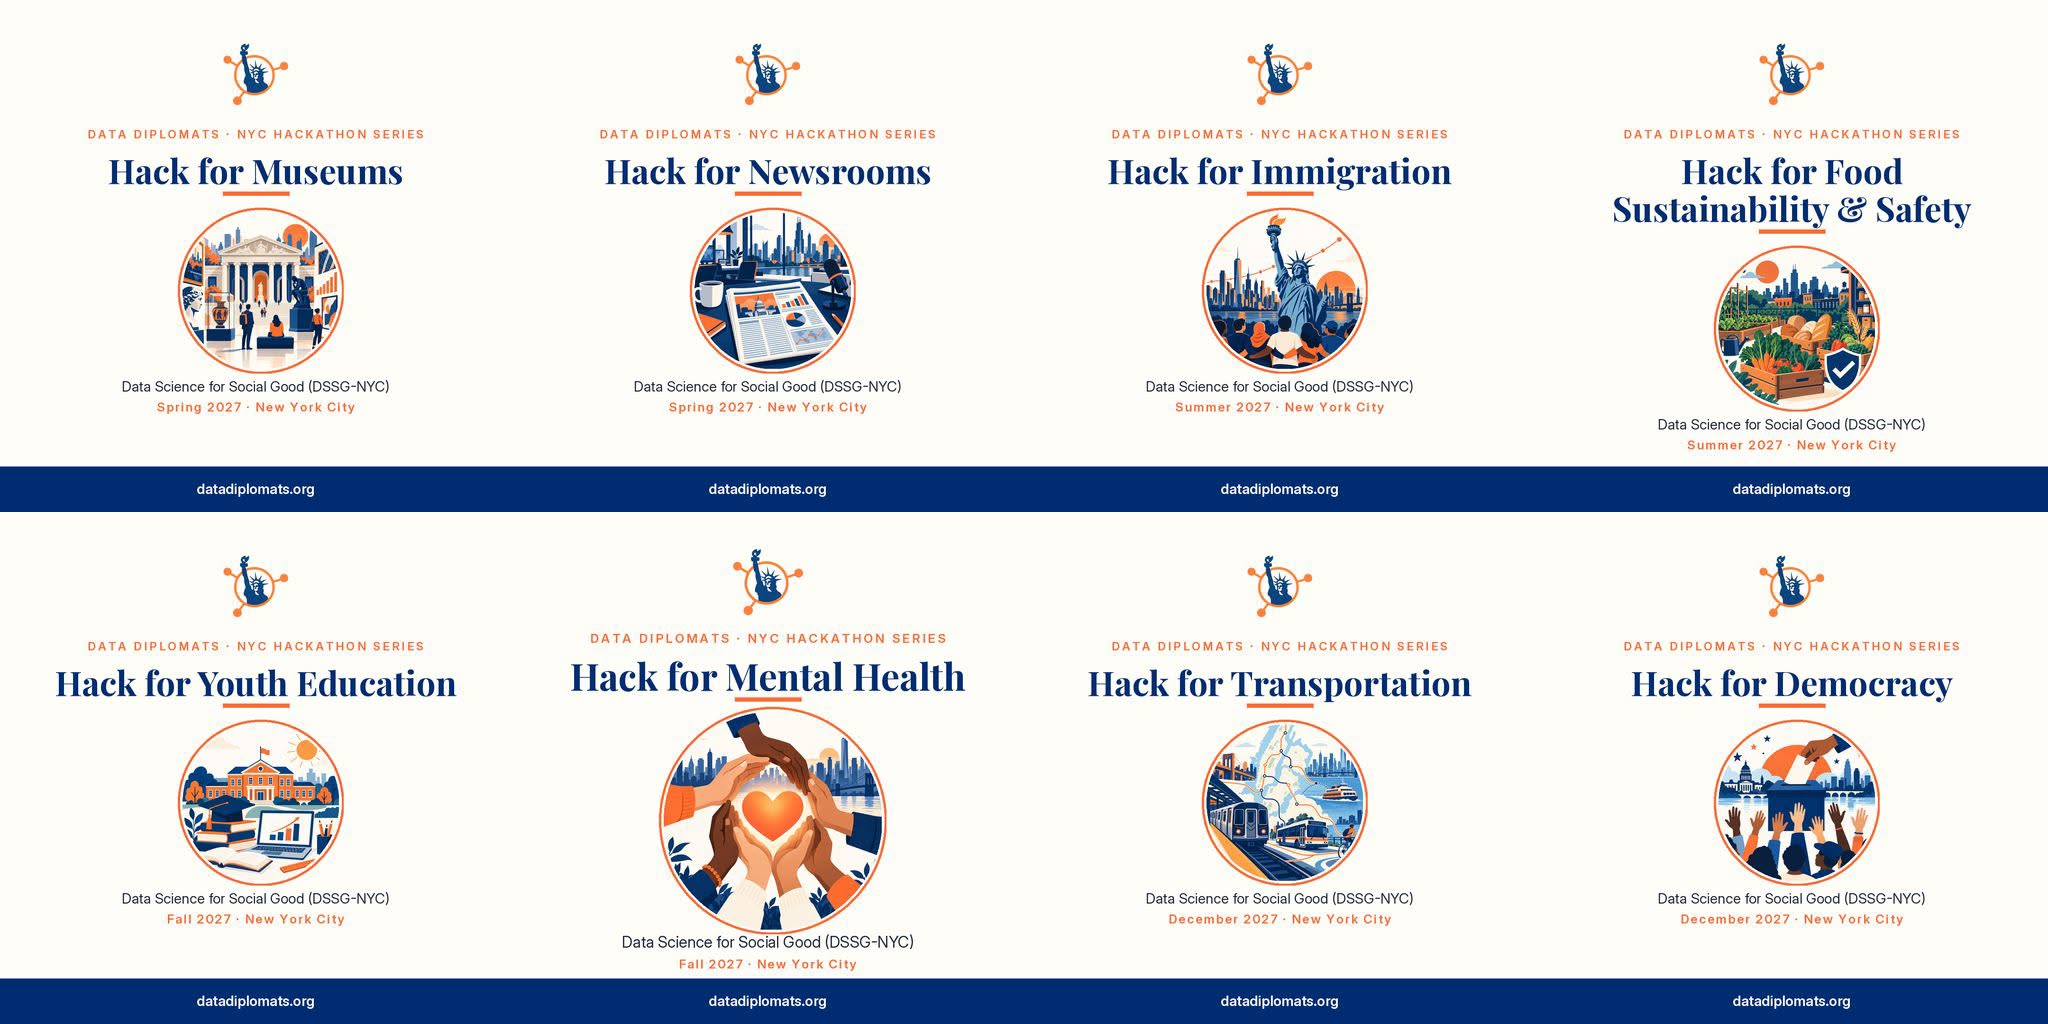 DATA DIPLOMATS · NYC HACKATHON SERIES
Hack for Museums
Data Science for Social Good (DSSG-NYC)
Spring 2027 · New York City
datadiplomats.org
DATA DIPLOMATS · NYC HACKATHON SERIES
Hack for Newsrooms
Data Science for Social Good (DSSG-NYC)
Spring 2027 · New York City
datadiplomats.org
DATA DIPLOMATS · NYC HACKATHON SERIES
Hack for Immigration
Data Science for Social Good (DSSG-NYC)
Summer 2027 · New York City
datadiplomats.org
DATA DIPLOMATS · NYC HACKATHON SERIES
Hack for Food
Sustainability & Safety
Data Science for Social Good (DSSG-NYC)
Summer 2027 · New York City
datadiplomats.org
DATA DIPLOMATS · NYC HACKATHON SERIES
Hack for Youth Education
Data Science for Social Good (DSSG-NYC)
Fall 2027 · New York City
datadiplomats.org
DATA DIPLOMATS · NYC HACKATHON SERIES
Hack for Mental Health
Data Science for Social Good (DSSG-NYC)
Fall 2027 · New York City
datadiplomats.org
DATA DIPLOMATS · NYC HACKATHON SERIES
Hack for Transportation
Data Science for Social Good (DSSG-NYC)
December 2027 · New York City
datadiplomats.org
DATA DIPLOMATS · NYC HACKATHON SERIES
Hack for Democracy
Data Science for Social Good (DSSG-NYC)
December 2027 · New York City
datadiplomats.org